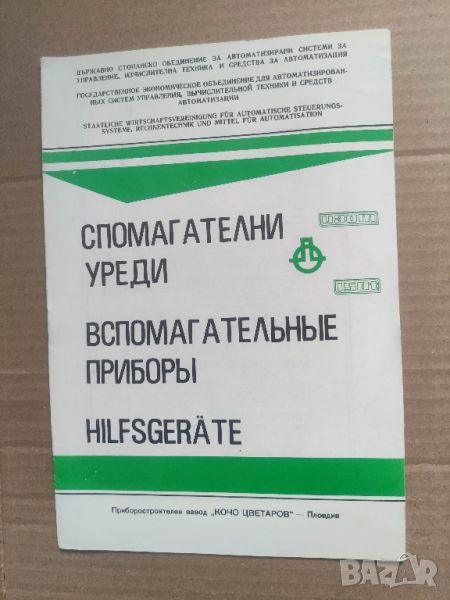 ДЪРЖАВНО СТОПАНСКО ОБЕДИНЕНИЕ ЗА АВТОМАТИЗИРАНИ СИСТЕМИ ЗА
УПРАВЛЕНИЕ, ИЗЧИСЛИТЕЛНА ТЕХНИКА И СРЕДСТВА ЗА АВТОМАТИЗАЦИЯ
ГОСУДАРСТВЕННОЕ ЭКОНОМИЧЕСКОЕ ОБЪЕДИНЕНИЕ ДЛЯ АВТОМАТИЗИРОВАН-
НЫХ СИСТЕМ УПРАВЛЕНИЯ, ВЫЧИСЛИТЕЛЬНОЙ ТЕХНИКИ И СРЕДСТВ
АВТОМАТИЗАЦИИ
STAATLICHE WIRTSCHAFTSVEREINIGUNG FÜR AUTOMATISCHE STEUERUNGS-
SYSTEME, RECHNENTECHNIK UND MITTEL FÜR AUTOMATISATION
СПОМАГАТЕЛНИ
УРЕДИ
ВСПОМАГАТЕЛЬНЫЕ
ПРИБОРЫ
HILFSGERÄTE
Приборостроителен завод „КОЧО ЦВЕТАРОВ" — Пловдив
BAZAR